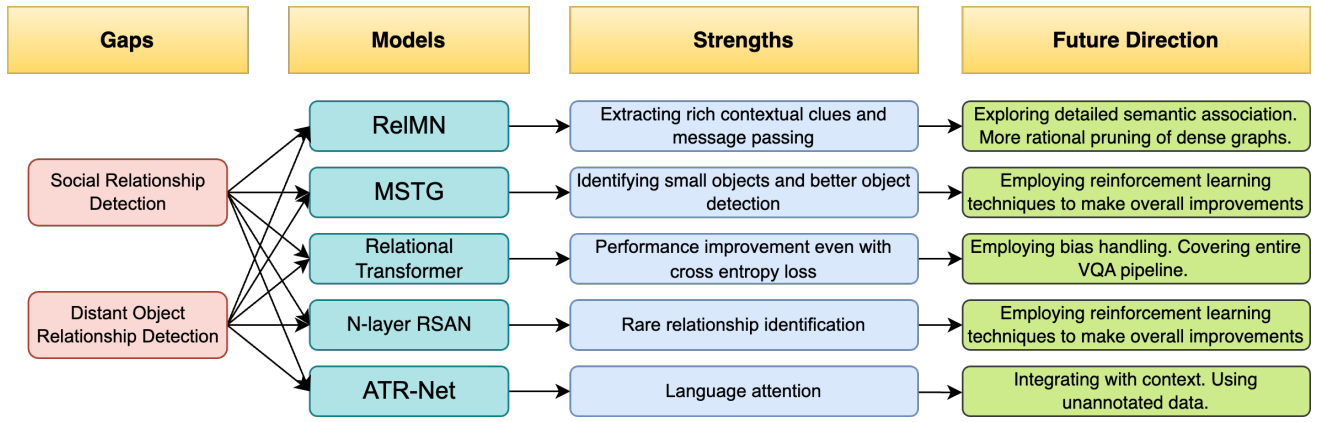 Gaps
Models
Strengths
Future Direction
Social Relationship
Detection
Distant Object
Relationship Detection
RelMN
Extracting rich contextual clues and
message passing
Exploring detailed semantic association.
More rational pruning of dense graphs.
MSTG
Identifying small objects and better object
detection
Employing reinforcement learning
techniques to make overall improvements
Relational
Transformer
Performance improvement even with
cross entropy loss
Employing bias handling. Covering entire
VQA pipeline.
N-layer RSAN
Rare relationship identification
Employing reinforcement learning
techniques to make overall improvements
ATR-Net
Language attention
Integrating with context. Using
unannotated data.